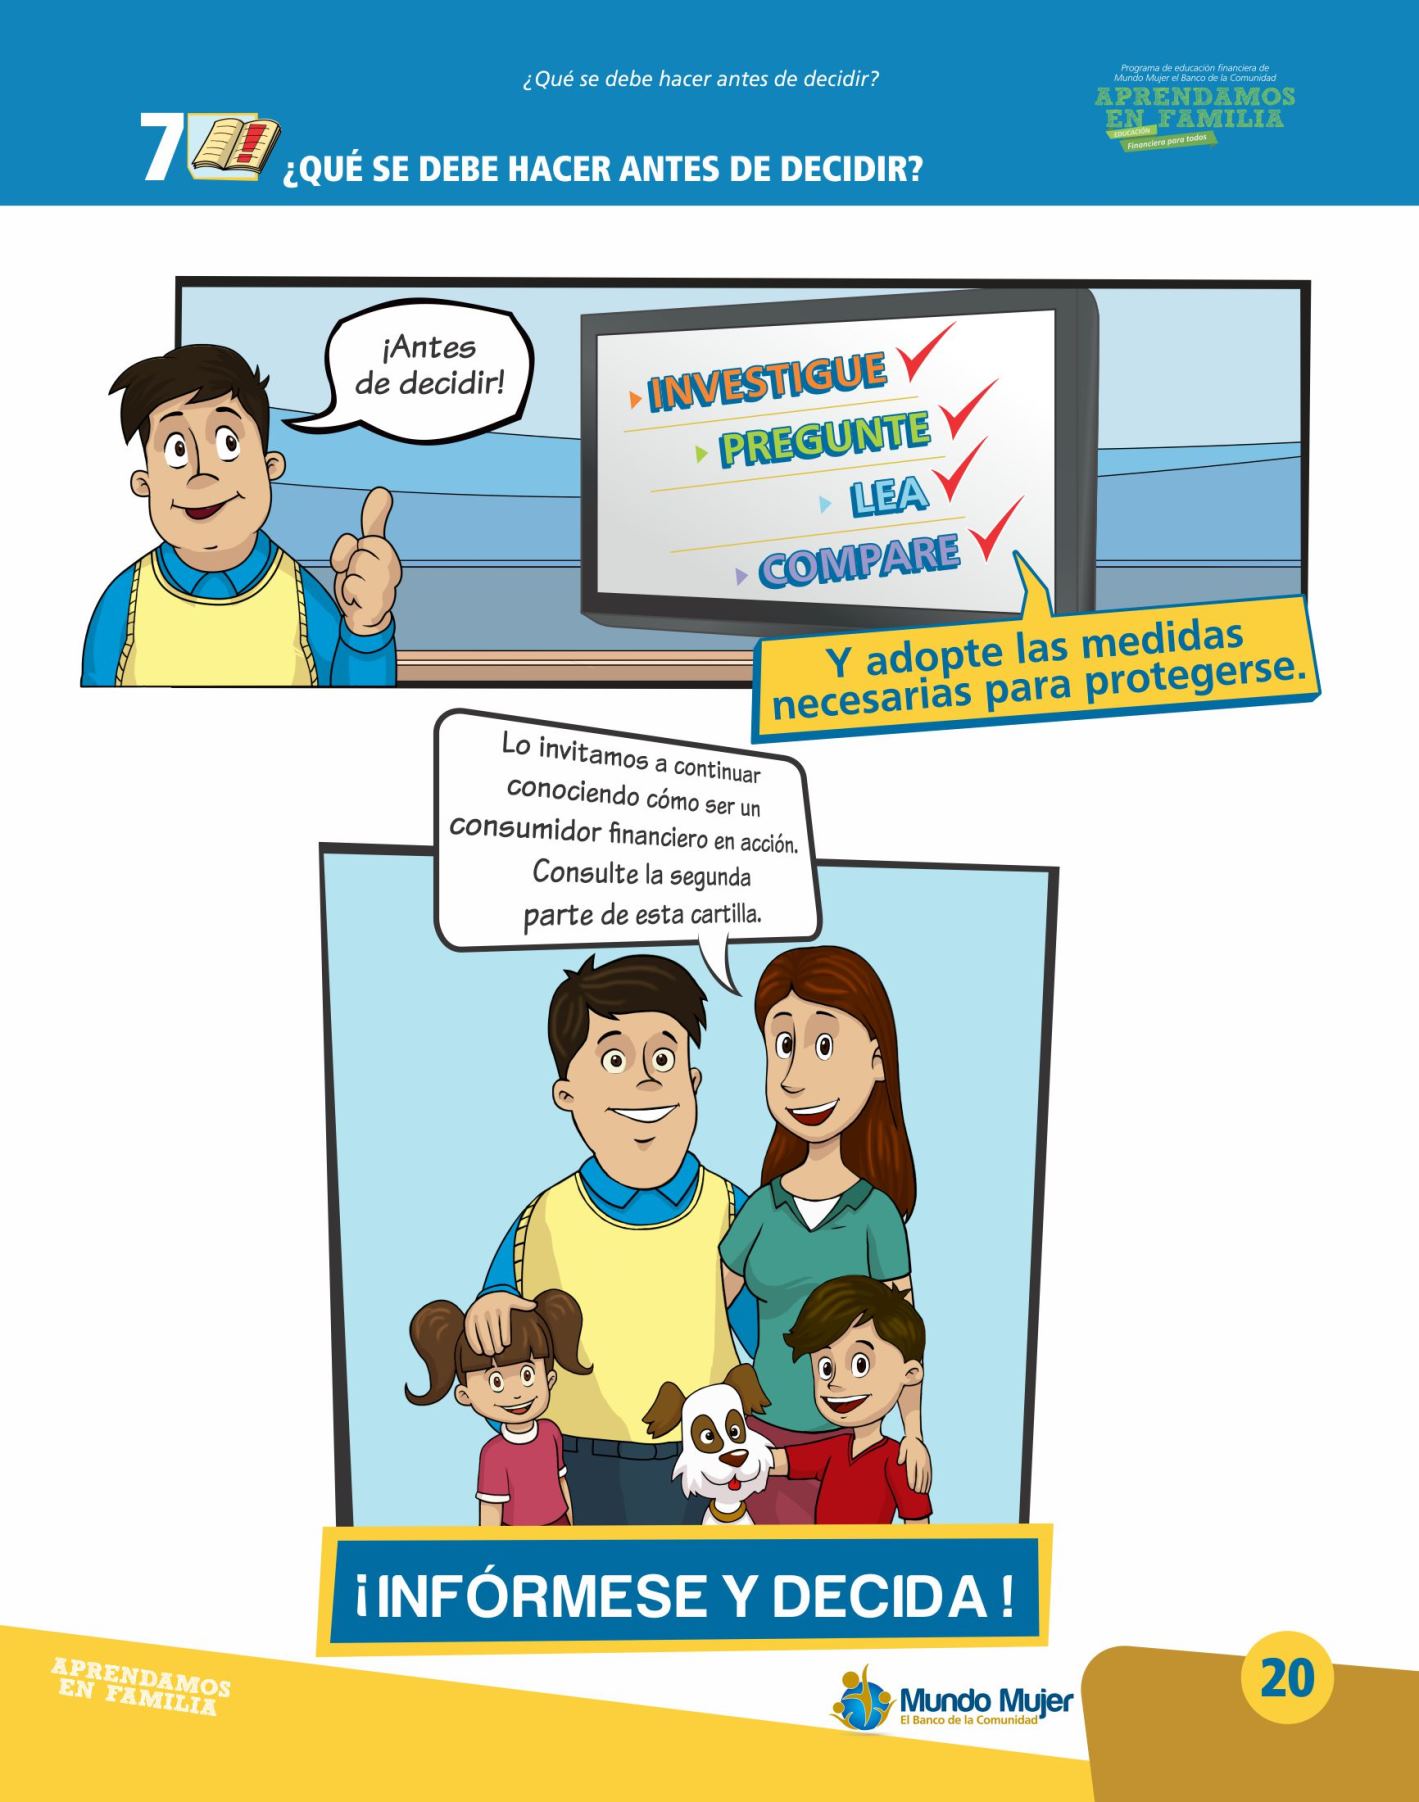 ¿Qué se debe hacer antes de decidir?
Programa de educación financiera de
Mundo Mujer el Banco de la Comunidad
APRENDAMOS
EN FAMILIA
EDUCACIÓN
Financiera para todos
7 ¿QUÉ SE DEBE HACER ANTES DE DECIDIR?
¡Antes
de decidir!
INVESTIGUE
PREGUNTE
LEA
COMPARE
Y adopte las medidas
necesarias para protegerse.
Lo invitamos a continuar
conociendo cómo ser un
consumidor financiero en acción.
Consulte la segunda
parte de esta cartilla.
¡INFÓRMESE Y DECIDA !
APRENDAMOS
EN FAMILIA
Mundo Mujer
El Banco de la Comunidad
20